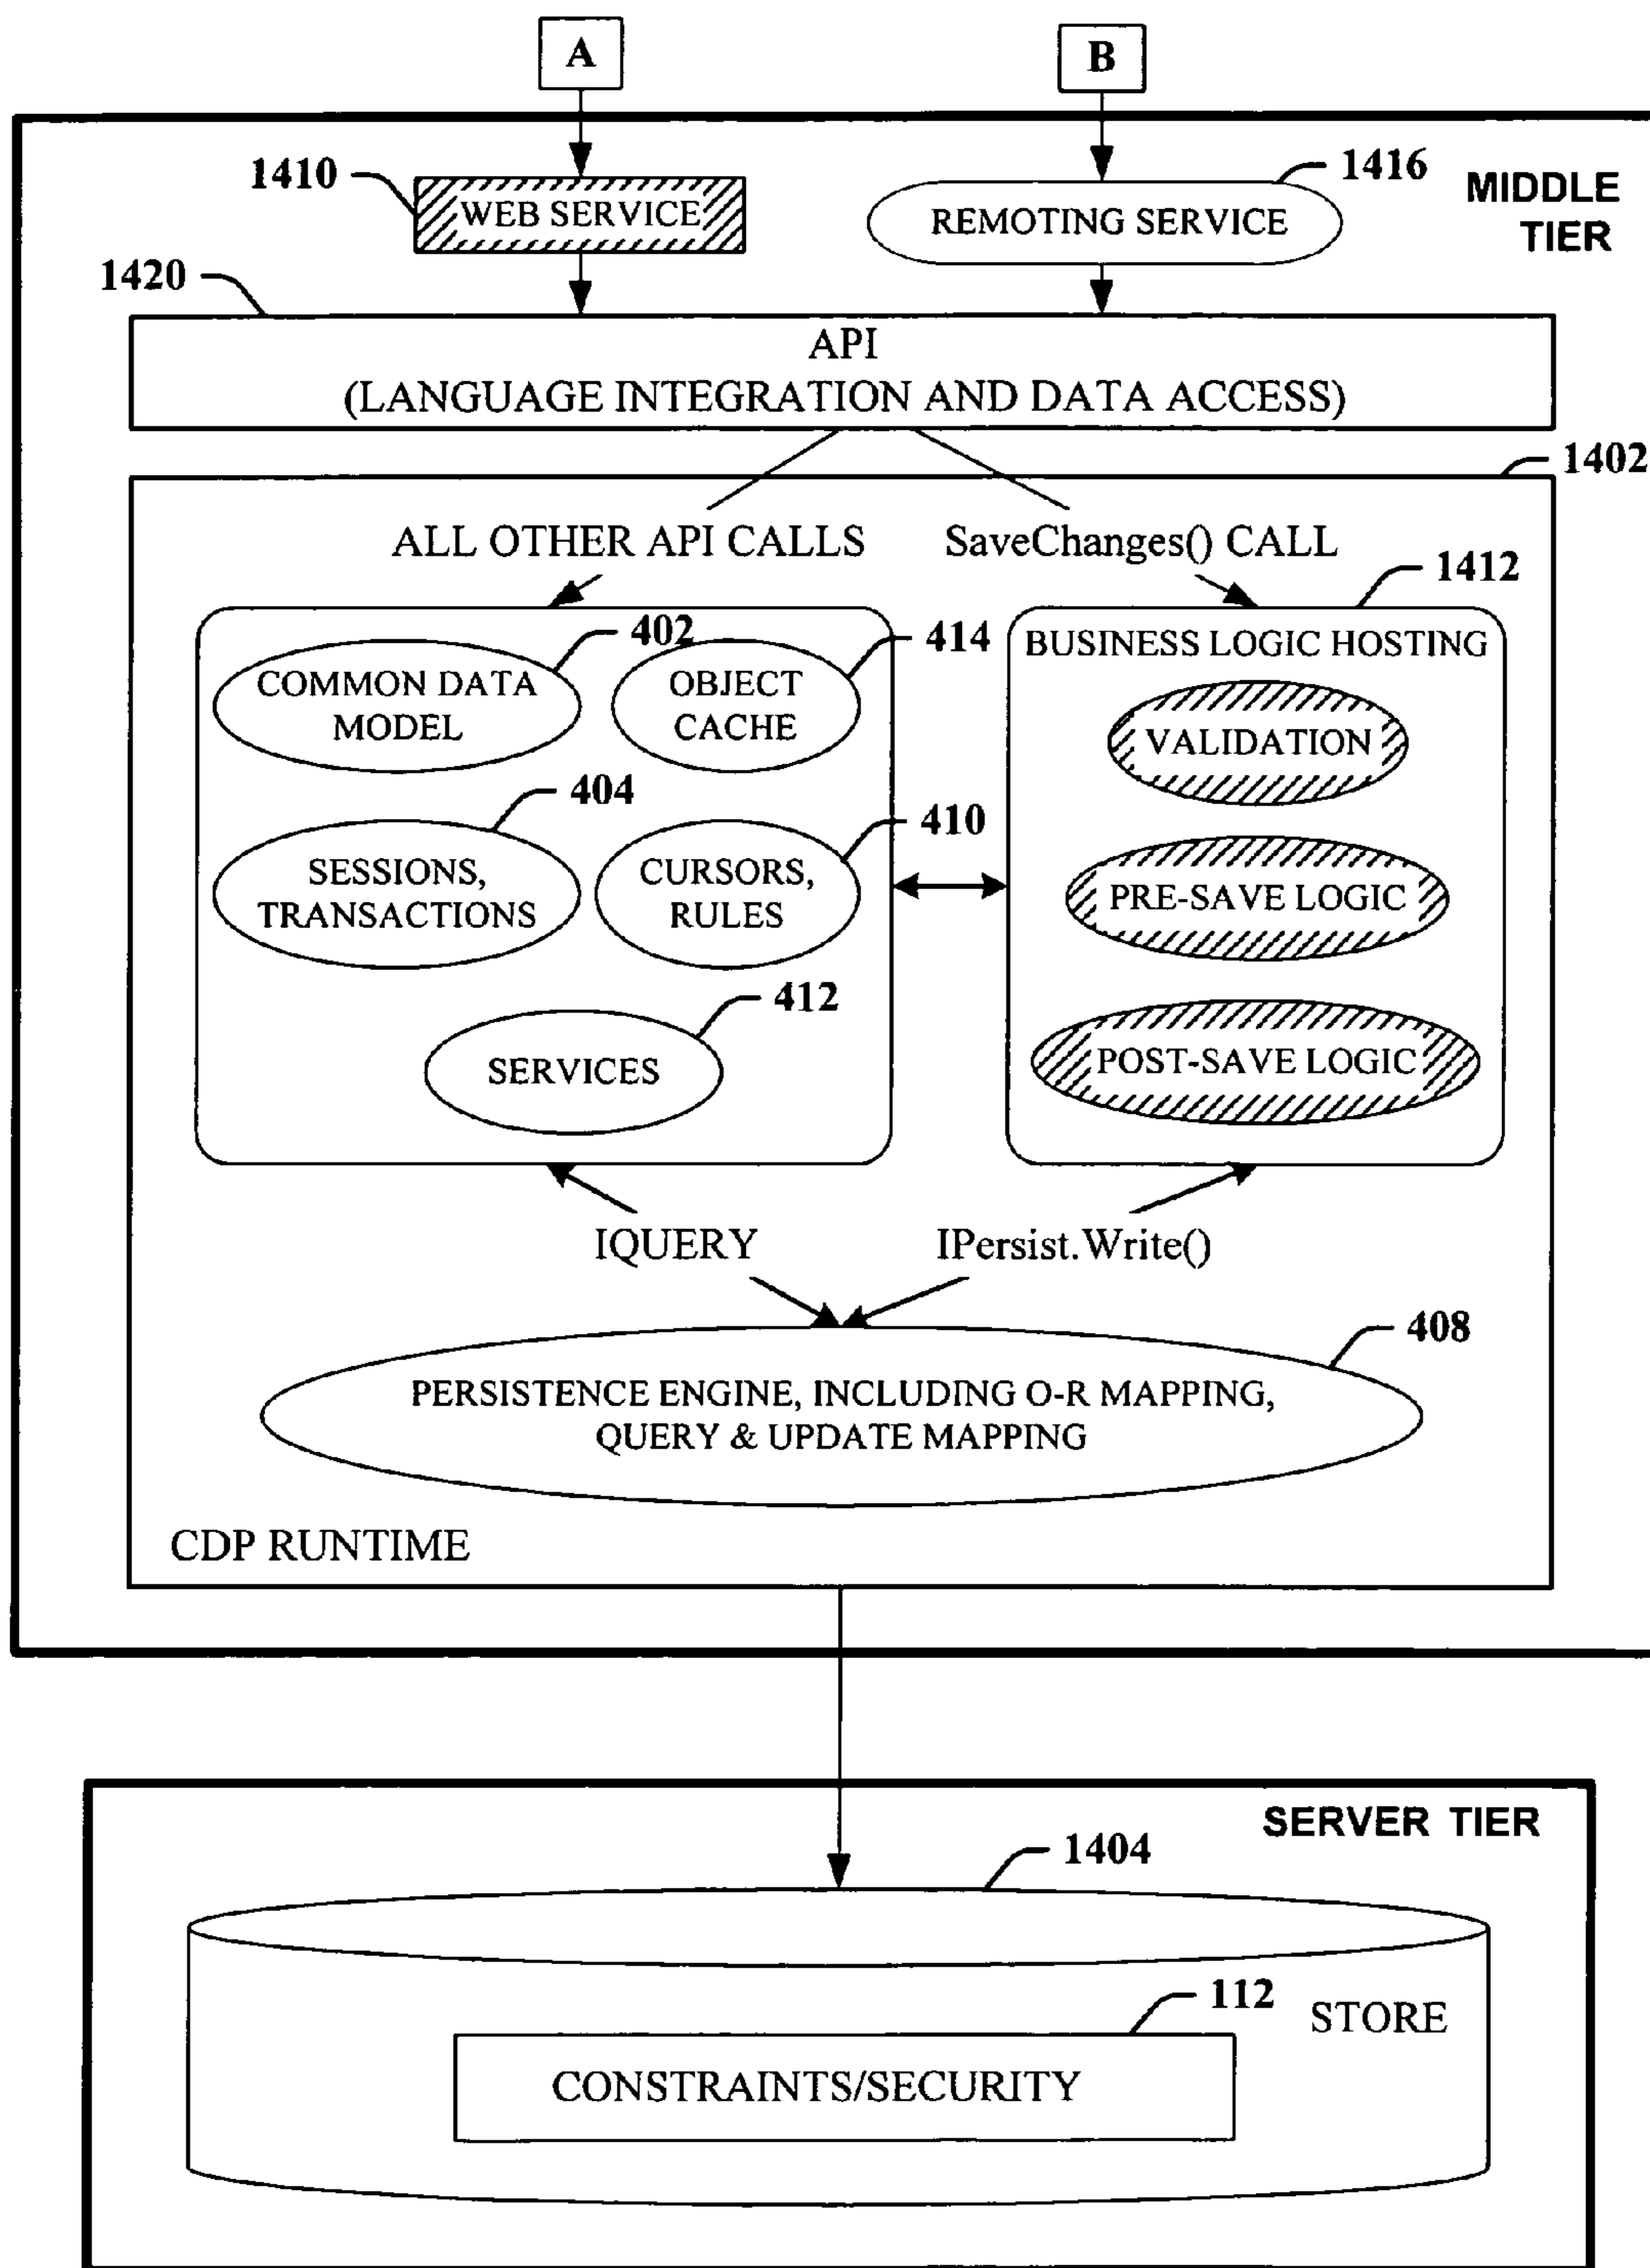 A
B
1410
WEB SERVICE
1416
REMOTING SERVICE
MIDDLE
TIER
1420
API
(LANGUAGE INTEGRATION AND DATA ACCESS)
1402
ALL OTHER API CALLS
SaveChanges() CALL
1412
402
COMMON DATA
MODEL
414
OBJECT
CACHE
BUSINESS LOGIC HOSTING
VALIDATION
404
SESSIONS,
TRANSACTIONS
410
CURSORS,
RULES
PRE-SAVE LOGIC
412
SERVICES
POST-SAVE LOGIC
IQUERY
IPersist.Write()
408
PERSISTENCE ENGINE, INCLUDING O-R MAPPING,
QUERY & UPDATE MAPPING
CDP RUNTIME
SERVER TIER
1404
112
STORE
CONSTRAINTS/SECURITY